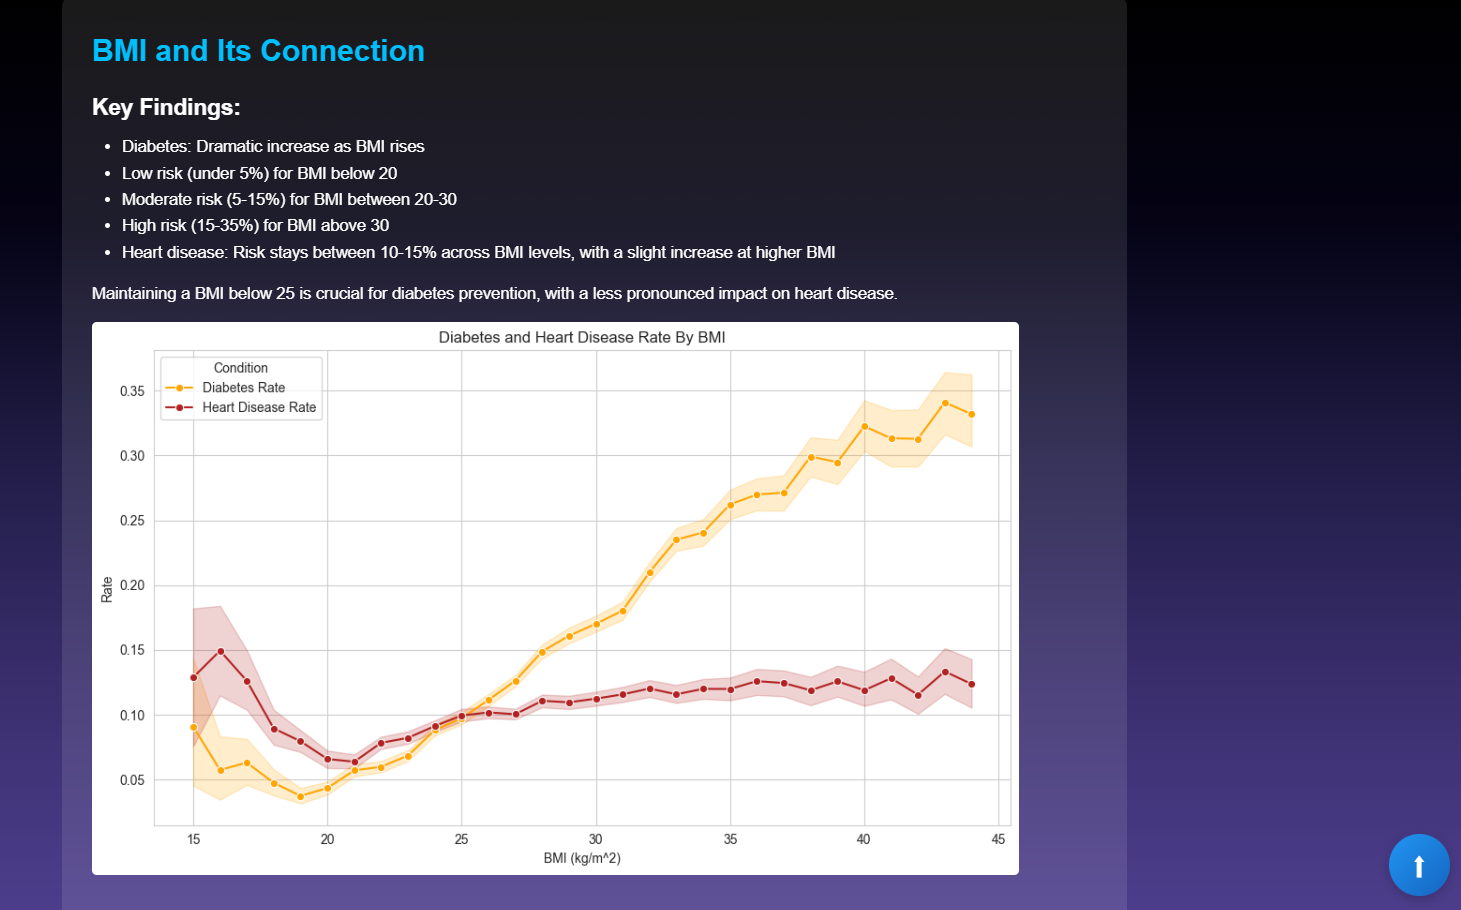 BMI and Its Connection
Key Findings:
• Diabetes: Dramatic increase as BMI rises
• Low risk (under 5%) for BMI below 20
• Moderate risk (5-15%) for BMI between 20-30
• High risk (15-35%) for BMI above 30
• Heart disease: Risk stays between 10-15% across BMI levels, with a slight increase at higher BMI
Maintaining a BMI below 25 is crucial for diabetes prevention, with a less pronounced impact on heart disease.
Diabetes and Heart Disease Rate By BMI
Condition
Diabetes Rate
Heart Disease Rate
0.35
0.30
0.25
0.20
0.15
0.10
0.05
Rate
15 20 25 30 35 40 45
BMI (kg/m^2)